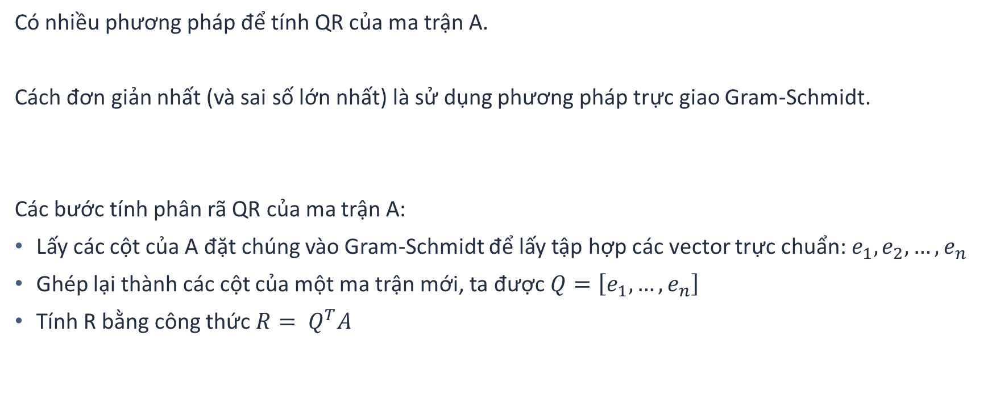 Có nhiều phương pháp để tính QR của ma trận A.
Cách đơn giản nhất (và sai số lớn nhất) là sử dụng phương pháp trực giao Gram-Schmidt.
Các bước tính phân rã QR của ma trận A:
• Lấy các cột của A đặt chúng vào Gram-Schmidt để lấy tập hợp các vector trực chuẩn: $e_1, e_2, \dots, e_n$
• Ghép lại thành các cột của một ma trận mới, ta được $Q = [e_1, \dots, e_n]$
• Tính R bằng công thức $R = Q^T A$